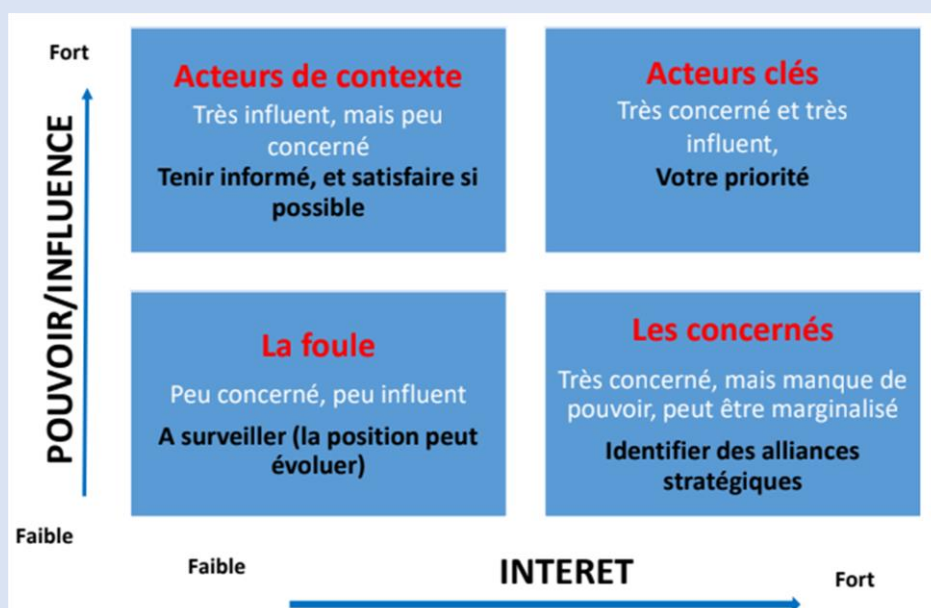 Fort
POUVOIR/INFLUENCE
Faible
Acteurs de contexte
Très influent, mais peu
concerné
Tenir informé, et satisfaire si
possible
Acteurs clés
Très concerné et très
influent,
Votre priorité
La foule
Peu concerné, peu influent
A surveiller (la position peut
évoluer)
Les concernés
Très concerné, mais manque de
pouvoir, peut être marginalisé
Identifier des alliances
stratégiques
Faible
INTERET
Fort